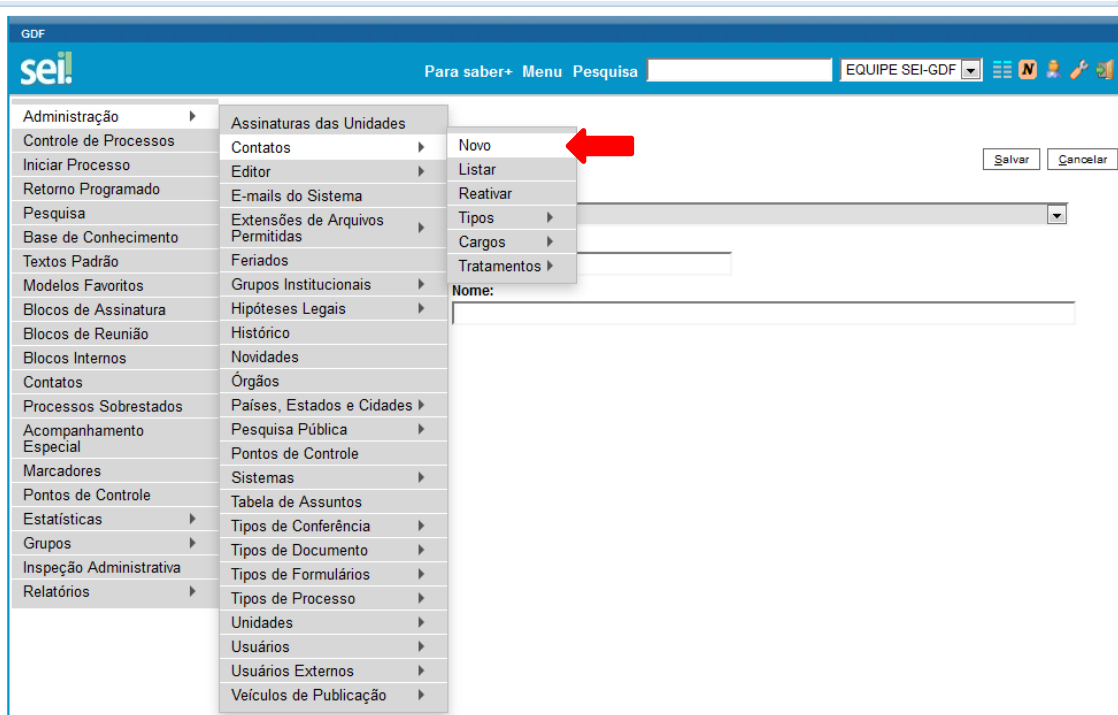 GDF
sei!
Para saber+ Menu Pesquisa
EQUIPE SEI-GDF
N
Administração
Controle de Processos
Iniciar Processo
Retorno Programado
Pesquisa
Base de Conhecimento
Textos Padrão
Modelos Favoritos
Blocos de Assinatura
Blocos de Reunião
Blocos Internos
Contatos
Processos Sobrestados
Acompanhamento
Especial
Marcadores
Pontos de Controle
Estatísticas
Grupos
Inspeção Administrativa
Relatórios
Assinaturas das Unidades
Contatos
Editor
E-mails do Sistema
Extensões de Arquivos
Permitidas
Feriados
Grupos Institucionais
Hipóteses Legais
Histórico
Novidades
Órgãos
Países, Estados e Cidades
Pesquisa Pública
Pontos de Controle
Sistemas
Tabela de Assuntos
Tipos de Conferência
Tipos de Documento
Tipos de Formulários
Tipos de Processo
Unidades
Usuários
Usuários Externos
Veículos de Publicação
Novo
Listar
Reativar
Tipos
Cargos
Tratamentos
Salvar
Cancelar
Nome: